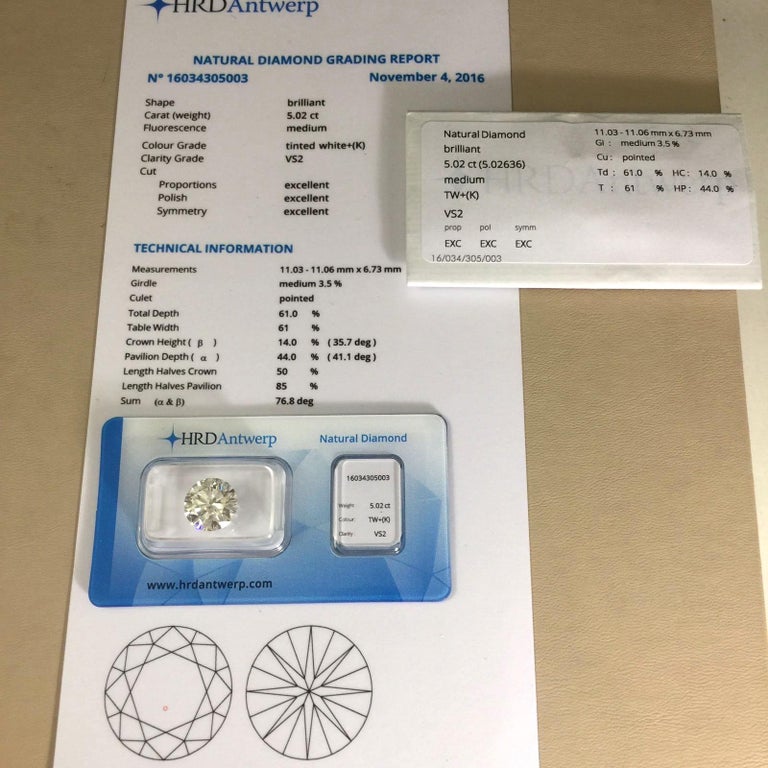 HRDAntwerp
NATURAL DIAMOND GRADING REPORT
N° 16034305003 November 4, 2016
Shape brilliant
Carat (weight) 5.02 ct
Fluorescence medium
Colour Grade tinted white+(K)
Clarity Grade VS2
Cut
Proportions excellent
Polish excellent
Symmetry excellent
TECHNICAL INFORMATION
Measurements 11.03 - 11.06 mm x 6.73 mm
Girdle medium 3.5 %
Culet pointed
Total Depth 61.0 %
Table Width 61 %
Crown Height ( β ) 14.0 % ( 35.7 deg )
Pavilion Depth ( α ) 44.0 % ( 41.1 deg )
Length Halves Crown 50 %
Length Halves Pavilion 85 %
Sum (α & β) 76.8 deg
Natural Diamond 11.03 - 11.06 mm x 6.73 mm
brilliant GI : medium 3.5 %
5.02 ct (5.02636) Cu : pointed
medium Td : 61.0 % HC : 14.0 %
TW+(K) T : 61 % HP : 44.0 %
VS2
prop pol symm
EXC EXC EXC
16/034/305/003
HRDAntwerp
HRDAntwerp Natural Diamond
16034305003
Weight 5.02 ct
Colour: TW+(K)
Clarity VS2
www.hrdantwerp.com